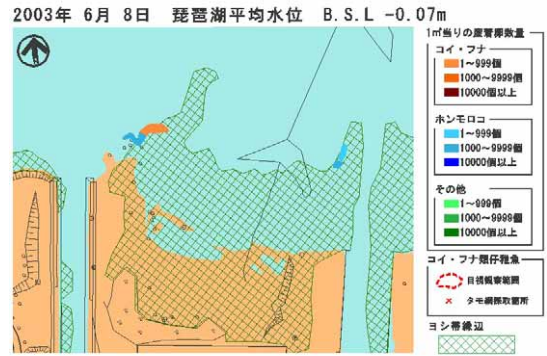 2003年 6月 8日 琵琶湖平均水位 B.S.L -0.07m
1㎡当りの産着卵数量
コイ・フナ
1～999個
1000～9999個
10000個以上
ホンモロコ
1～999個
1000～9999個
10000個以上
その他
1～999個
1000～9999個
10000個以上
コイ・フナ類仔稚魚
目視観察範囲
タモ網採取箇所
ヨシ帯縁辺